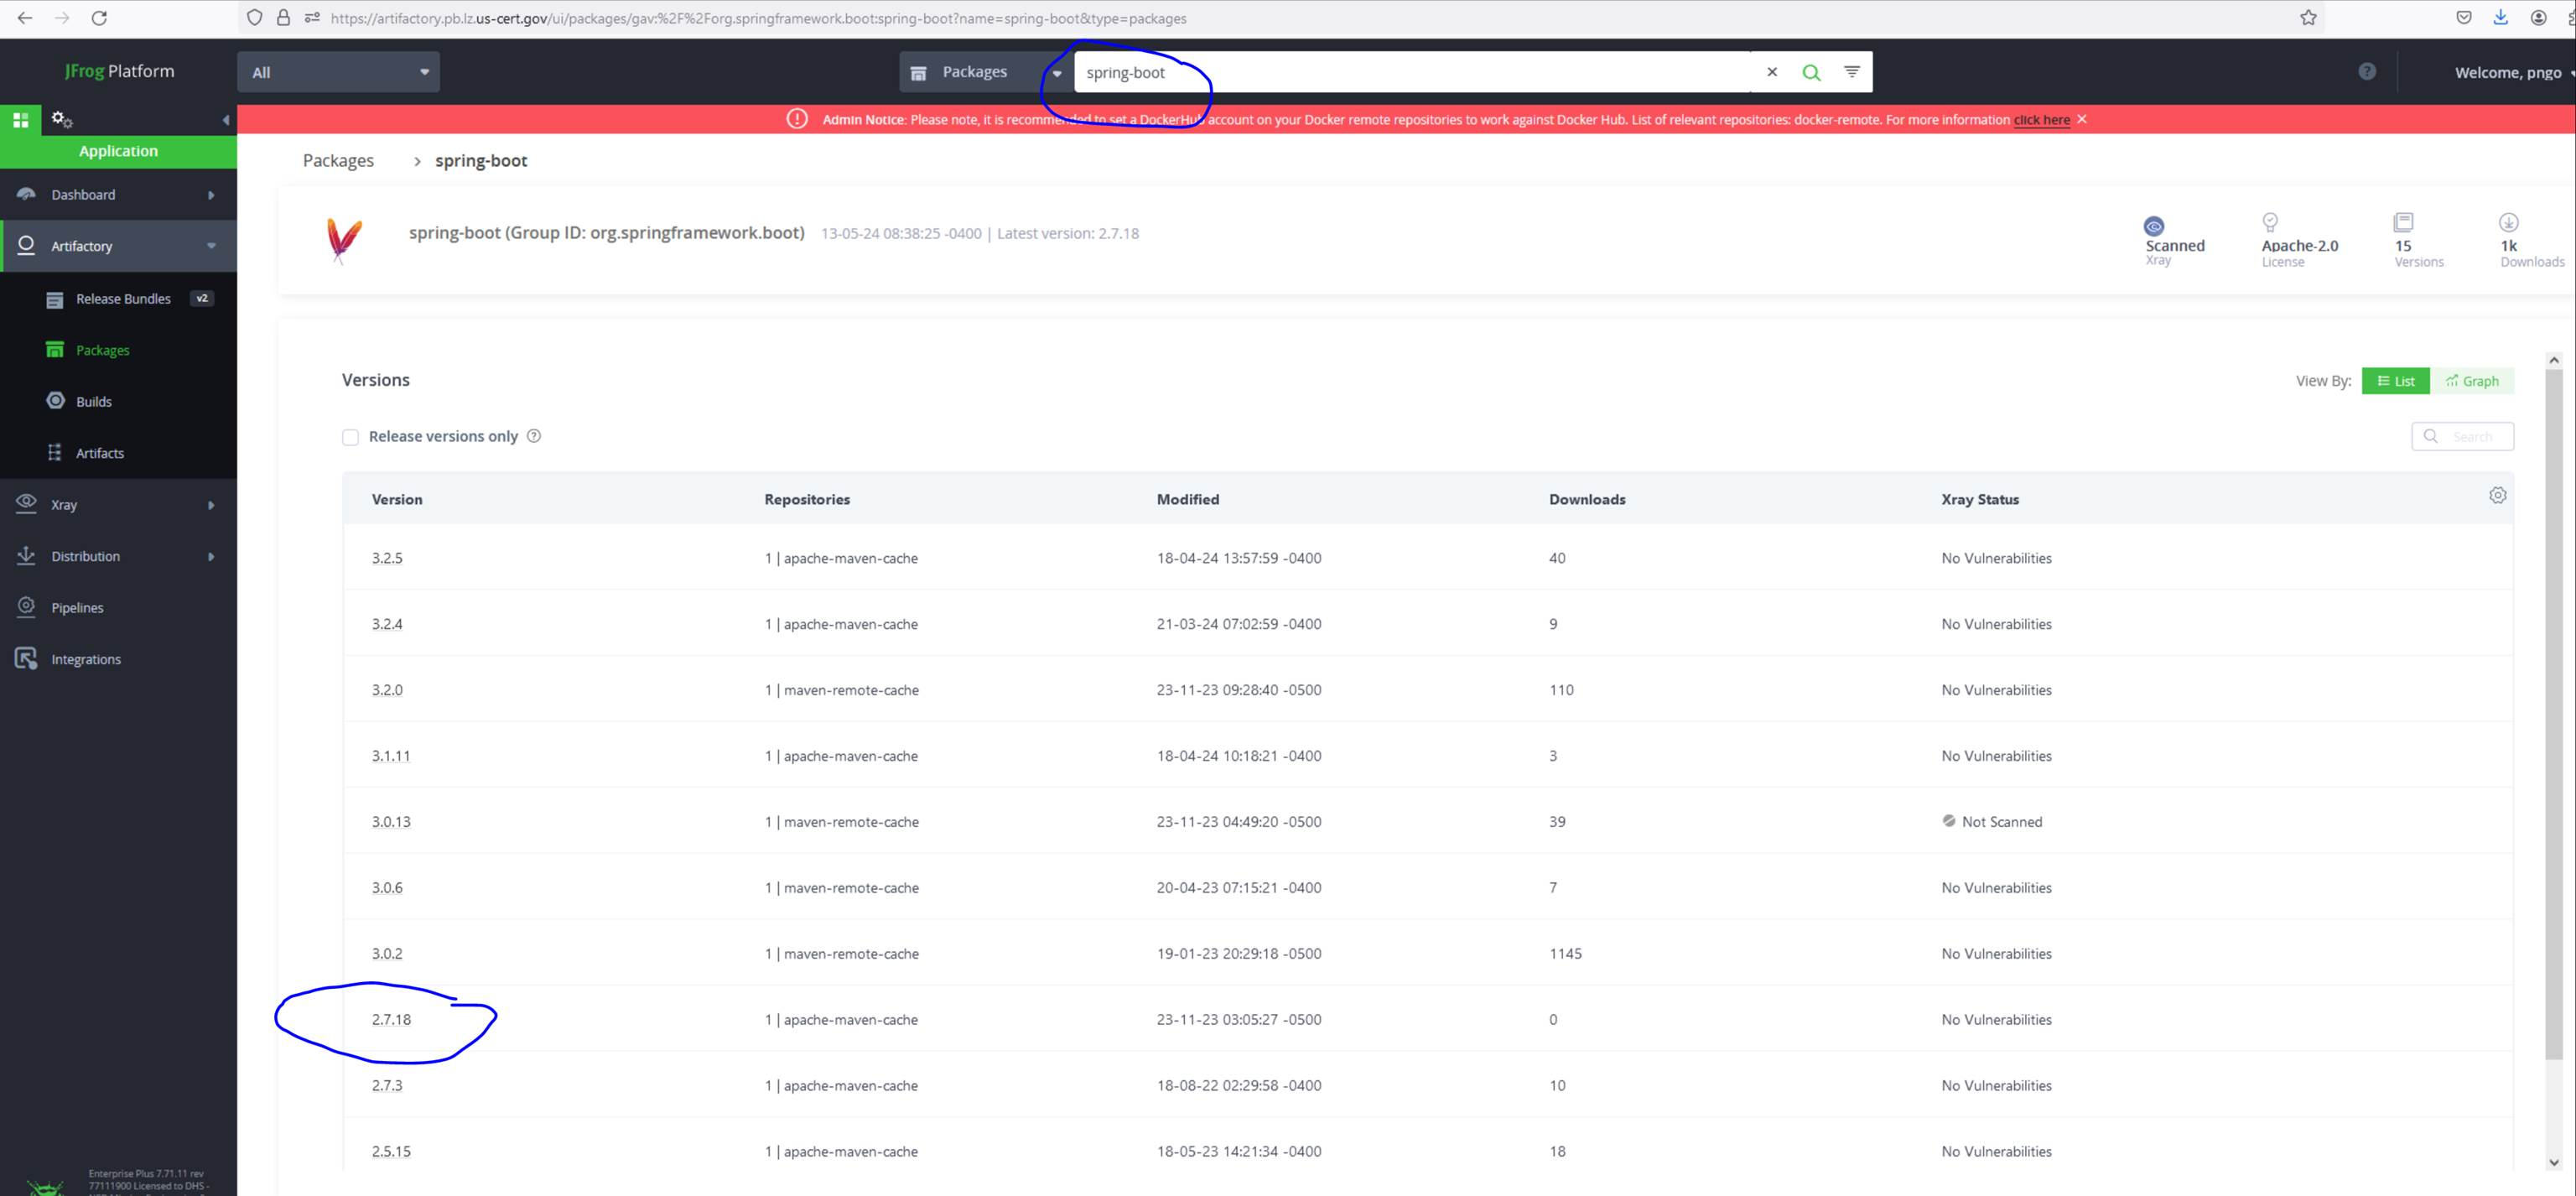 https://artifactory.pb.lz.us-cert.gov/ui/packages/gav:%2F%2Forg.springframework.boot:spring-boot?name=spring-boot&type=packages
JFrog Platform
All
Packages
spring-boot
Welcome, pngo
Admin Notice: Please note, it is recommended to set a DockerHub account on your Docker remote repositories to work against Docker Hub. List of relevant repositories: docker-remote. For more information click here
Application
Dashboard
Artifactory
Release Bundles v2
Packages
Builds
Artifacts
Xray
Distribution
Pipelines
Integrations
Enterprise Plus 7.71.11 rev
77111900 Licensed to DHS -
Packages > spring-boot
spring-boot (Group ID: org.springframework.boot) 13-05-24 08:38:25 -0400 | Latest version: 2.7.18
Scanned
Xray
Apache-2.0
License
15
Versions
1k
Downloads
Versions
View By: List Graph
Release versions only
Search
Version Repositories Modified Downloads Xray Status
3.2.5 1 | apache-maven-cache 18-04-24 13:57:59 -0400 40 No Vulnerabilities
3.2.4 1 | apache-maven-cache 21-03-24 07:02:59 -0400 9 No Vulnerabilities
3.2.0 1 | maven-remote-cache 23-11-23 09:28:40 -0500 110 No Vulnerabilities
3.1.11 1 | apache-maven-cache 18-04-24 10:18:21 -0400 3 No Vulnerabilities
3.0.13 1 | maven-remote-cache 23-11-23 04:49:20 -0500 39 Not Scanned
3.0.6 1 | maven-remote-cache 20-04-23 07:15:21 -0400 7 No Vulnerabilities
3.0.2 1 | maven-remote-cache 19-01-23 20:29:18 -0500 1145 No Vulnerabilities
2.7.18 1 | apache-maven-cache 23-11-23 03:05:27 -0500 0 No Vulnerabilities
2.7.3 1 | apache-maven-cache 18-08-22 02:29:58 -0400 10 No Vulnerabilities
2.5.15 1 | apache-maven-cache 18-05-23 14:21:34 -0400 18 No Vulnerabilities